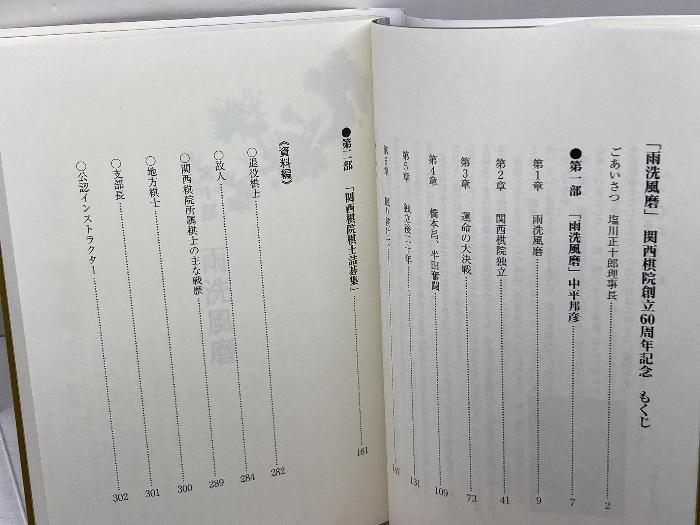 「雨洗風磨」 関西棋院創立60周年記念 もくじ
ごあいさつ 塩川正十郎理事長 2
●第一部 「雨洗風磨」中平邦彦 7
第1章 雨洗風磨 9
第2章 関西棋院独立 41
第3章 運命の大決戦 73
第4章 橋本昌、半田奮闘 109
第5章 独立後二十年 131
147
●第二部 「関西棋院棋士詰碁集」 161
《資料編》
○退役棋士 282
○故人 284
○関西棋院所属棋士の主な戦歴 289
○地方棋士 300
○支部長 301
○公認インストラクター 302
雨洗風磨